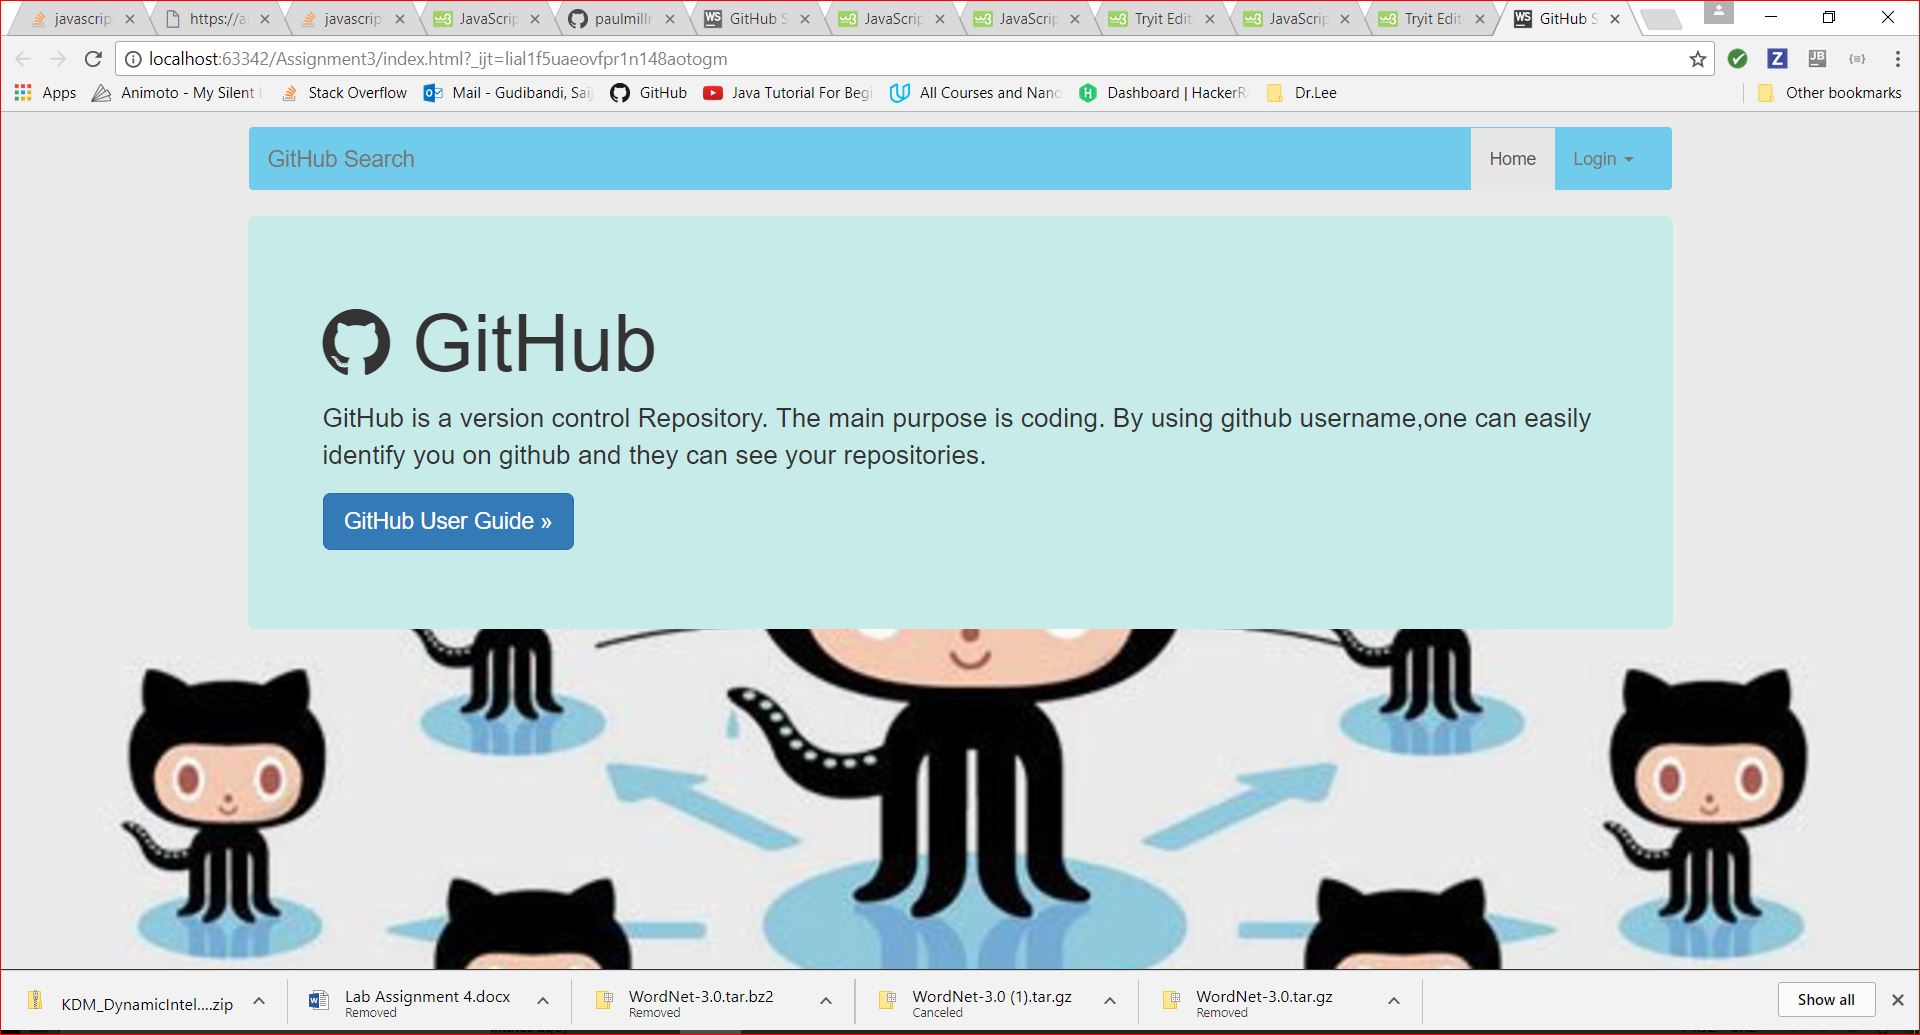 javascrip
https://a
javascrip
JavaScrip
paulmillr
GitHub S
JavaScrip
JavaScrip
Tryit Edit
JavaScrip
Tryit Edit
GitHub S
localhost:63342/Assignment3/index.html?_ijt=lial1f5uaeovfpr1n148aotogm
Apps
Animoto - My Silent
Stack Overflow
Mail - Gudibandi, Sai
GitHub
Java Tutorial For Beg
All Courses and Nano
Dashboard | HackerR
Dr.Lee
Other bookmarks
GitHub Search
Home
Login
GitHub
GitHub is a version control Repository. The main purpose is coding. By using github username,one can easily
identify you on github and they can see your repositories.
GitHub User Guide »
KDM_DynamicIntel....zip
Lab Assignment 4.docx
Removed
WordNet-3.0.tar.bz2
Removed
WordNet-3.0 (1).tar.gz
Canceled
WordNet-3.0.tar.gz
Removed
Show all